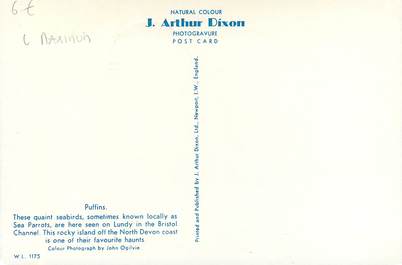 6 €
NATURAL COLOUR
J. Arthur Dixon
PHOTOGRAVURE
POST CARD
Printed and Published by J. Arthur Dixon, Ltd., Newport, I.W., England.
Puffins.
These quaint seabirds, sometimes known locally as
Sea Parrots, are here seen on Lundy in the Bristol
Channel. This rocky island off the North Devon coast
is one of their favourite haunts
Colour Photograph by John Ogilvie
W L. 1175